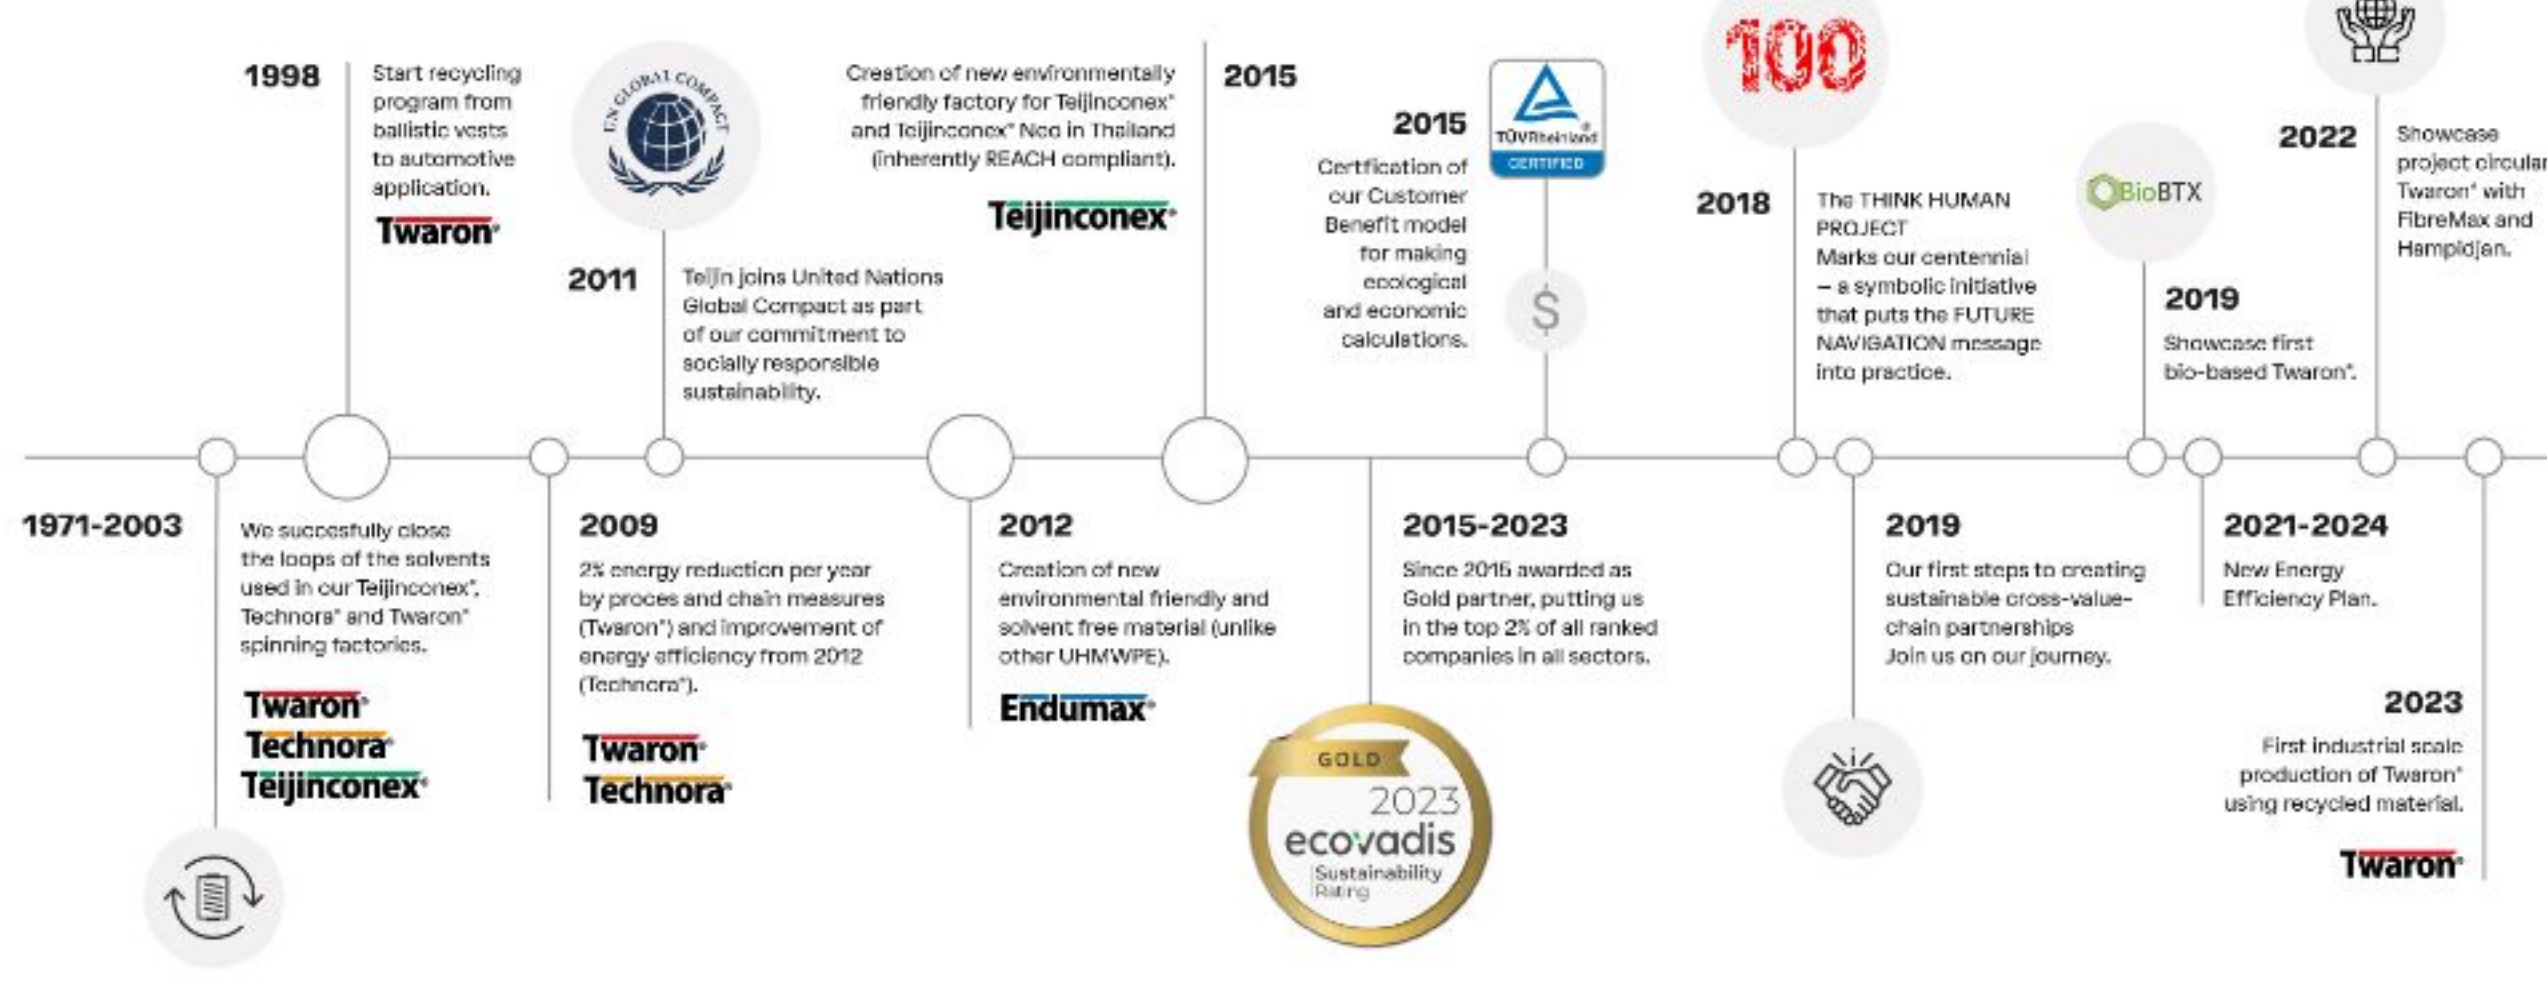 1998
Start recycling
program from
ballistic vests
to automotive
application.
Twaron®
UN GLOBAL COMPACT
2011
Teijin joins United Nations
Global Compact as part
of our commitment to
socially responsible
sustainability.
Creation of new environmentally
friendly factory for Teijinconex®
and Teijinconex® Neo in Thailand
(inherently REACH compliant).
Teijinconex®
2015
2015
Certfication of
our Customer
Benefit model
for making
ecological
and economic
calculations.
TÜVRheinland®
CERTIFIED
$
100
2018
The THINK HUMAN
PROJECT
Marks our centennial
– a symbolic initiative
that puts the FUTURE
NAVIGATION message
into practice.
BioBTX
2019
Showcase first
bio-based Twaron®.
2022
Showcase
project circular
Twaron® with
FibreMax and
Hampidjan.
1971-2003
We succesfully close
the loops of the solvents
used in our Teijinconex®,
Technora® and Twaron®
spinning factories.
Twaron®
Technora®
Teijinconex®
2009
2% energy reduction per year
by proces and chain measures
(Twaron®) and improvement of
energy efficiency from 2012
(Technora®).
Twaron®
Technora®
2012
Creation of new
environmental friendly and
solvent free material (unlike
other UHMWPE).
Endumax®
2015-2023
Since 2015 awarded as
Gold partner, putting us
in the top 2% of all ranked
companies in all sectors.
GOLD
2023
ecovadis
Sustainability
Rating
2019
Our first steps to creating
sustainable cross-value-
chain partnerships
Join us on our journey.
2021-2024
New Energy
Efficiency Plan.
2023
First industrial scale
production of Twaron®
using recycled material.
Twaron®